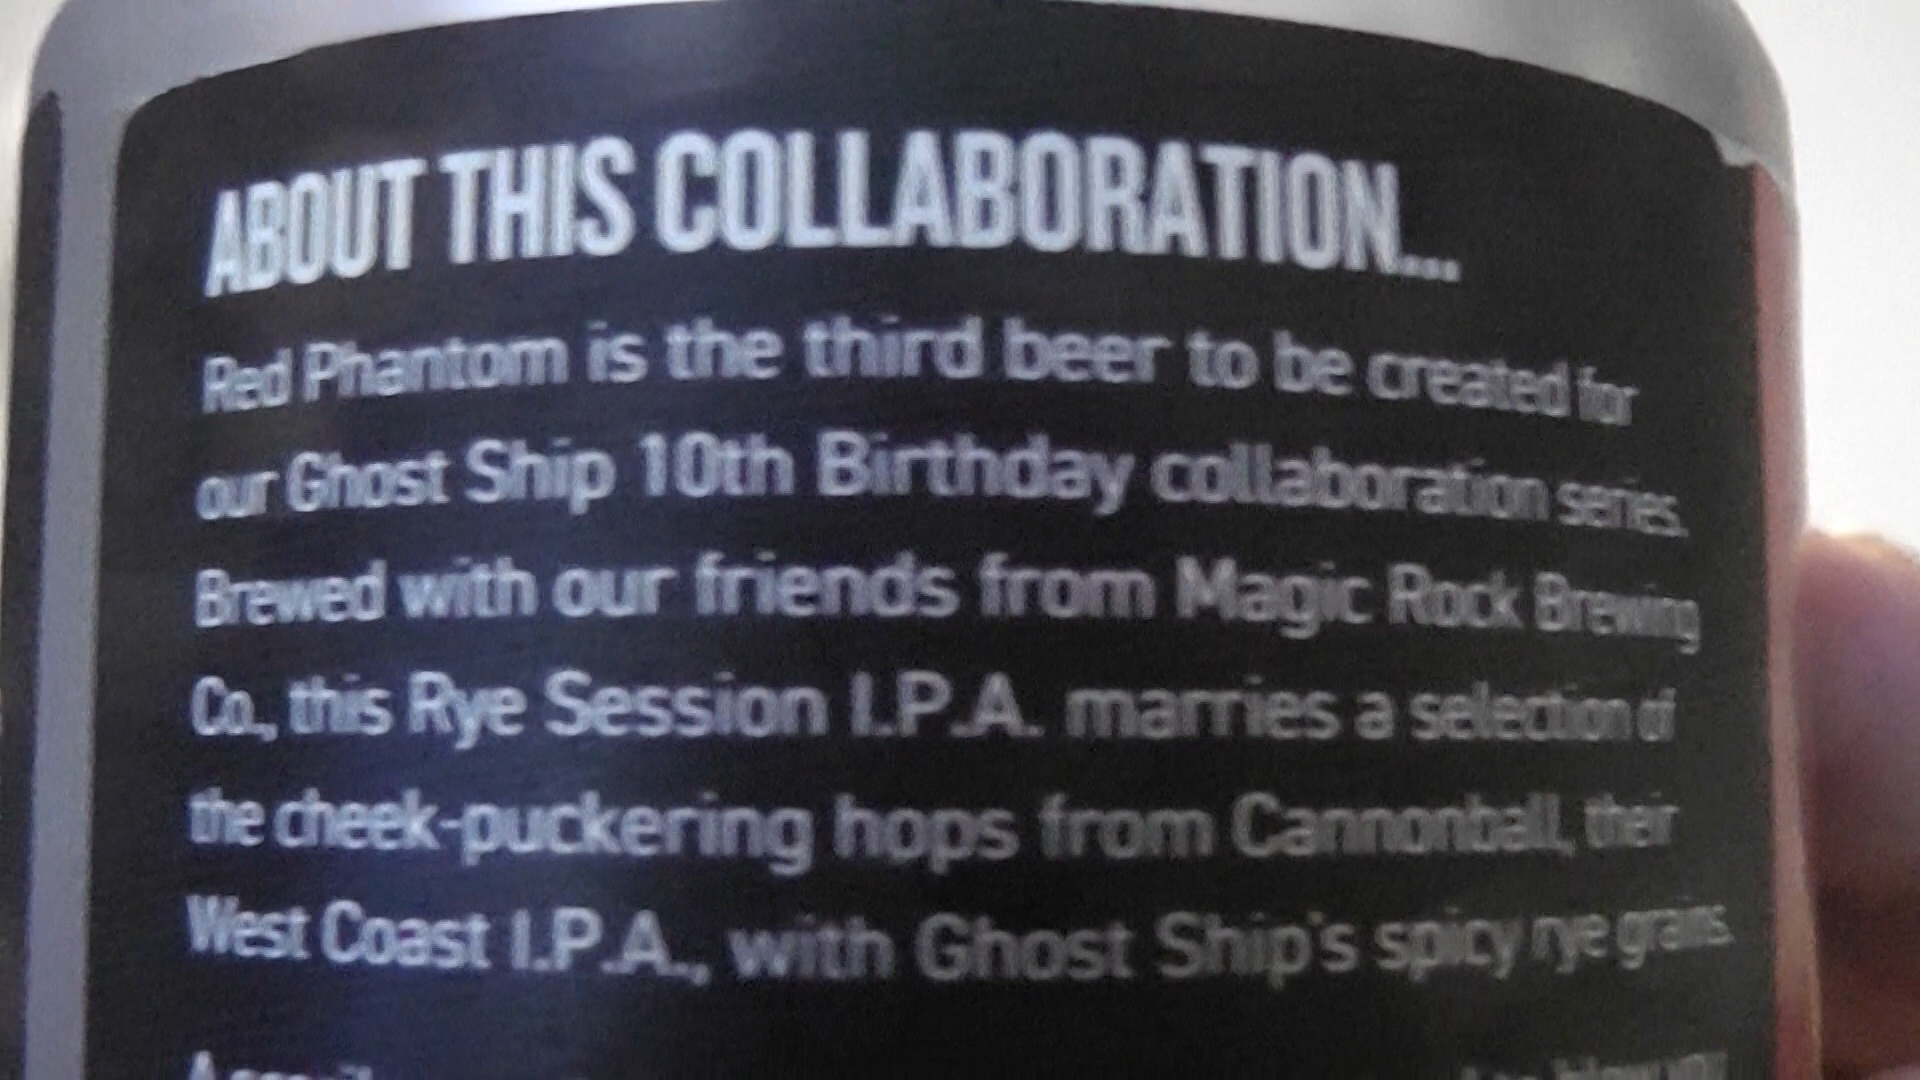 ABOUT THIS COLLABORATION...
Red Phantom is the third beer to be created for
our Ghost Ship 10th Birthday collaboration series.
Brewed with our friends from Magic Rock Brewing
Co., this Rye Session I.P.A. marries a selection of
the cheek-puckering hops from Cannonball, their
West Coast I.P.A., with Ghost Ship's spicy rye grains.